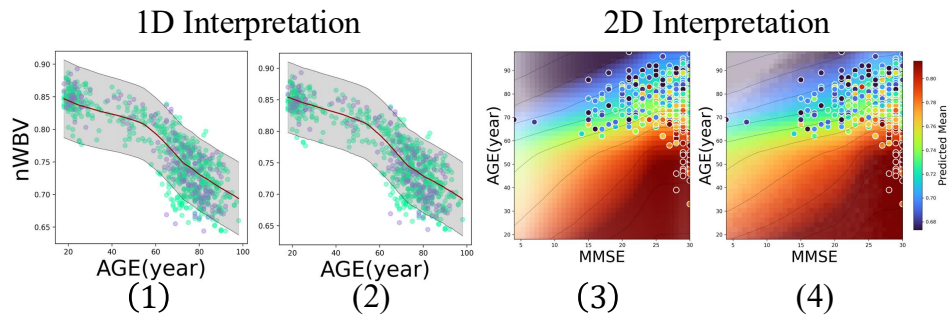 1D Interpretation
2D Interpretation
nWBV
0.90
0.85
0.80
0.75
0.70
0.65
20 40 60 80 100
AGE(year)
(1)
0.90
0.85
0.80
0.75
0.70
0.65
20 40 60 80 100
AGE(year)
(2)
AGE(year)
90
80
70
60
50
40
30
20
5 10 15 20 25 30
MMSE
(3)
AGE(year)
90
80
70
60
50
40
30
20
5 10 15 20 25 30
MMSE
(4)
0.80
0.78
0.76
0.74
0.72
0.70
0.68
Predicted Mean